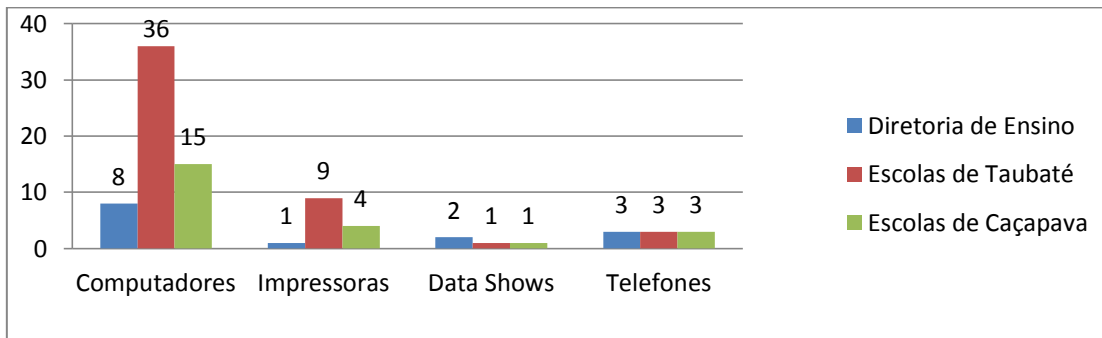 40
30
20
10
0
8
36
15
1
9
4
2
1
1
3
3
3
Computadores
Impressoras
Data Shows
Telefones
Diretoria de Ensino
Escolas de Taubaté
Escolas de Caçapava